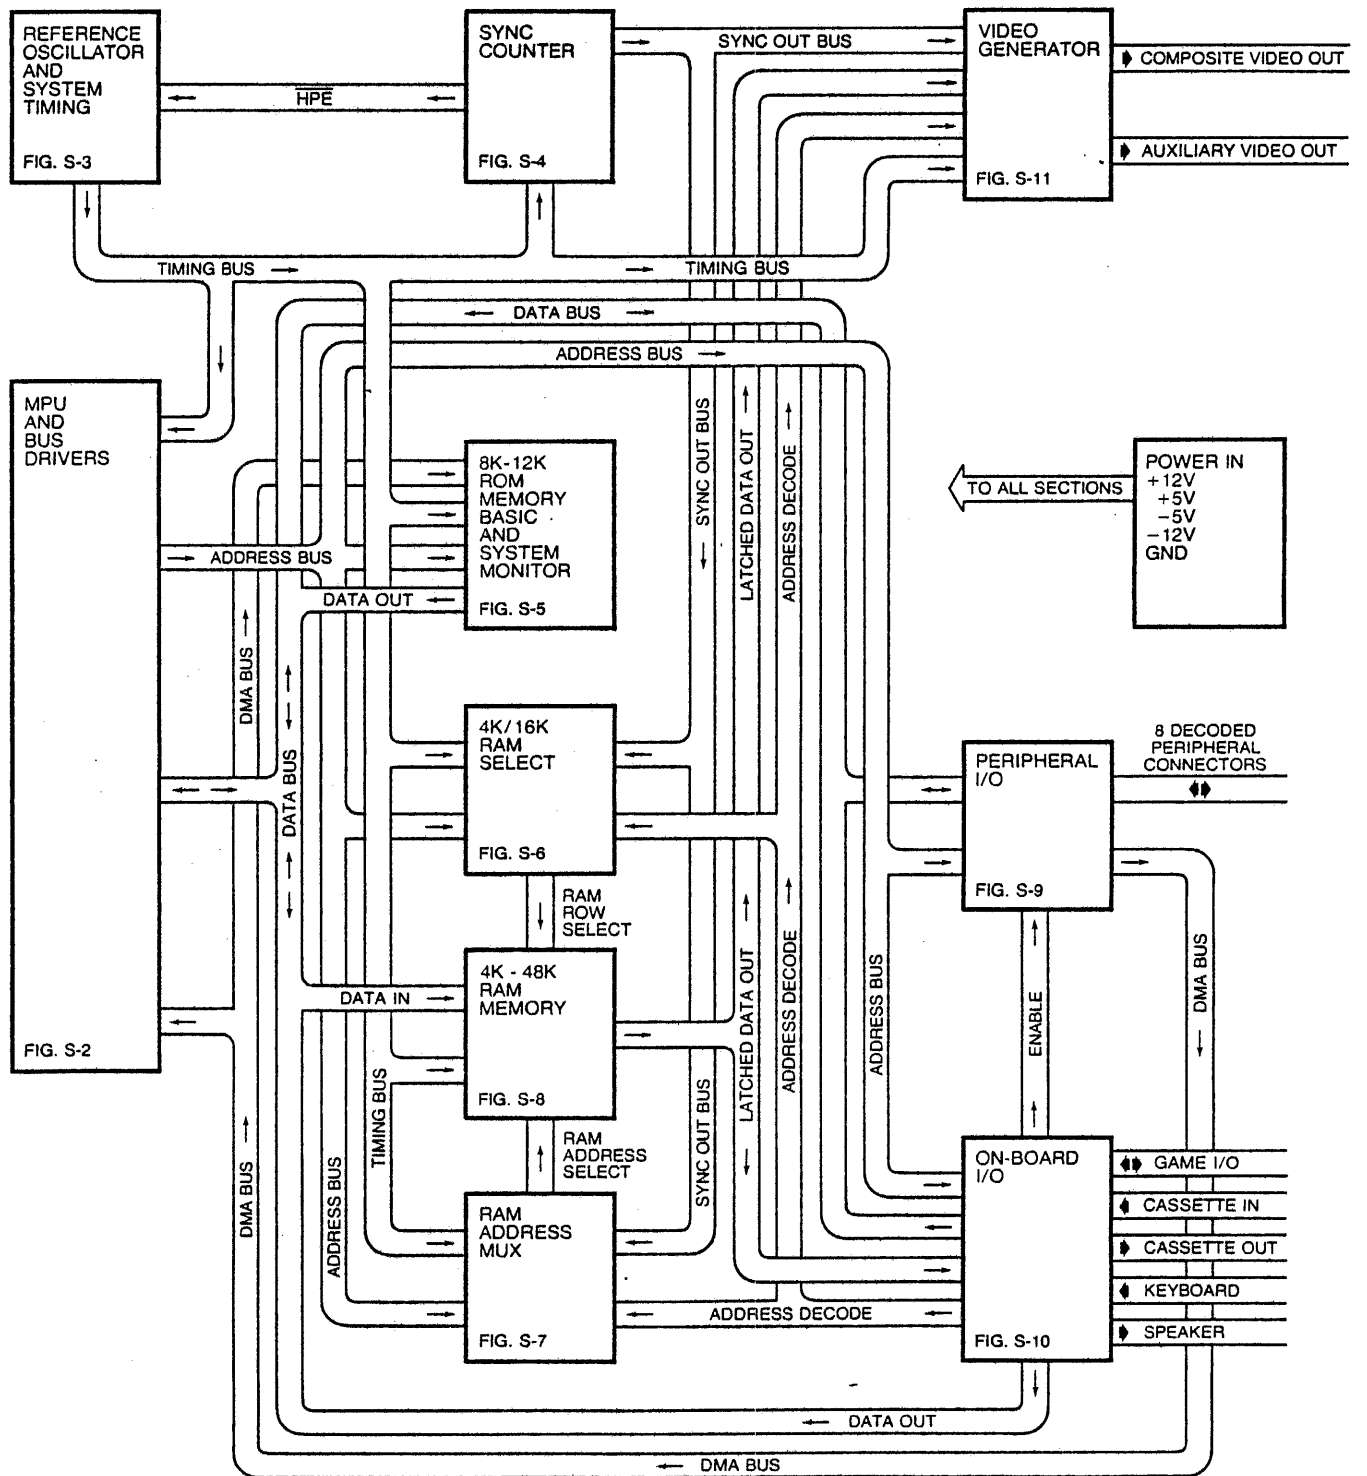 REFERENCE
OSCILLATOR
AND
SYSTEM
TIMING
FIG. S-3
HPE
SYNC
COUNTER
FIG. S-4
SYNC OUT BUS
VIDEO
GENERATOR
FIG. S-11
COMPOSITE VIDEO OUT
AUXILIARY VIDEO OUT
TIMING BUS
TIMING BUS
DATA BUS
ADDRESS BUS
MPU
AND
BUS
DRIVERS
FIG. S-2
8K-12K
ROM
MEMORY
BASIC
AND
SYSTEM
MONITOR
FIG. S-5
ADDRESS BUS
DATA OUT
DMA BUS
DATA BUS
SYNC OUT BUS
LATCHED DATA OUT
ADDRESS DECODE
TO ALL SECTIONS
POWER IN
+12V
+5V
-5V
-12V
GND
4K/16K
RAM
SELECT
FIG. S-6
RAM
ROW
SELECT
PERIPHERAL
I/O
FIG. S-9
8 DECODED
PERIPHERAL
CONNECTORS
4K - 48K
RAM
MEMORY
FIG. S-8
DATA IN
TIMING BUS
RAM
ADDRESS
SELECT
SYNC OUT BUS
LATCHED DATA OUT
ADDRESS DECODE
ADDRESS BUS
ENABLE
DMA BUS
DMA BUS
ADDRESS BUS
RAM
ADDRESS
MUX
FIG. S-7
ADDRESS DECODE
ON-BOARD
I/O
FIG. S-10
GAME I/O
CASSETTE IN
CASSETTE OUT
KEYBOARD
SPEAKER
DATA OUT
DMA BUS